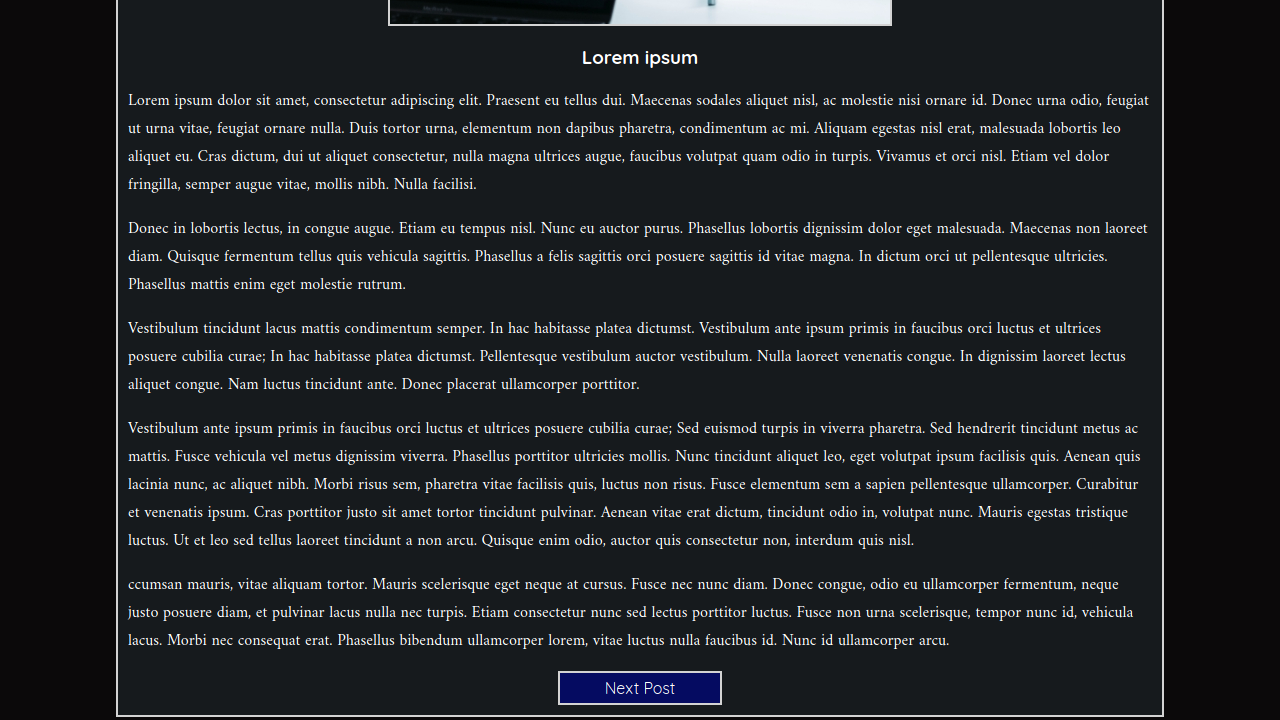 Lorem ipsum
Lorem ipsum dolor sit amet, consectetur adipiscing elit. Praesent eu tellus dui. Maecenas sodales aliquet nisl, ac molestie nisi ornare id. Donec urna odio, feugiat
ut urna vitae, feugiat ornare nulla. Duis tortor urna, elementum non dapibus pharetra, condimentum ac mi. Aliquam egestas nisl erat, malesuada lobortis leo
aliquet eu. Cras dictum, dui ut aliquet consectetur, nulla magna ultrices augue, faucibus volutpat quam odio in turpis. Vivamus et orci nisl. Etiam vel dolor
fringilla, semper augue vitae, mollis nibh. Nulla facilisi.
Donec in lobortis lectus, in congue augue. Etiam eu tempus nisl. Nunc eu auctor purus. Phasellus lobortis dignissim dolor eget malesuada. Maecenas non laoreet
diam. Quisque fermentum tellus quis vehicula sagittis. Phasellus a felis sagittis orci posuere sagittis id vitae magna. In dictum orci ut pellentesque ultricies.
Phasellus mattis enim eget molestie rutrum.
Vestibulum tincidunt lacus mattis condimentum semper. In hac habitasse platea dictumst. Vestibulum ante ipsum primis in faucibus orci luctus et ultrices
posuere cubilia curae; In hac habitasse platea dictumst. Pellentesque vestibulum auctor vestibulum. Nulla laoreet venenatis congue. In dignissim laoreet lectus
aliquet congue. Nam luctus tincidunt ante. Donec placerat ullamcorper porttitor.
Vestibulum ante ipsum primis in faucibus orci luctus et ultrices posuere cubilia curae; Sed euismod turpis in viverra pharetra. Sed hendrerit tincidunt metus ac
mattis. Fusce vehicula vel metus dignissim viverra. Phasellus porttitor ultricies mollis. Nunc tincidunt aliquet leo, eget volutpat ipsum facilisis quis. Aenean quis
lacinia nunc, ac aliquet nibh. Morbi risus sem, pharetra vitae facilisis quis, luctus non risus. Fusce elementum sem a sapien pellentesque ullamcorper. Curabitur
et venenatis ipsum. Cras porttitor justo sit amet tortor tincidunt pulvinar. Aenean vitae erat dictum, tincidunt odio in, volutpat nunc. Mauris egestas tristique
luctus. Ut et leo sed tellus laoreet tincidunt a non arcu. Quisque enim odio, auctor quis consectetur non, interdum quis nisl.
ccumsan mauris, vitae aliquam tortor. Mauris scelerisque eget neque at cursus. Fusce nec nunc diam. Donec congue, odio eu ullamcorper fermentum, neque
justo posuere diam, et pulvinar lacus nulla nec turpis. Etiam consectetur nunc sed lectus porttitor luctus. Fusce non urna scelerisque, tempor nunc id, vehicula
lacus. Morbi nec consequat erat. Phasellus bibendum ullamcorper lorem, vitae luctus nulla faucibus id. Nunc id ullamcorper arcu.
Next Post